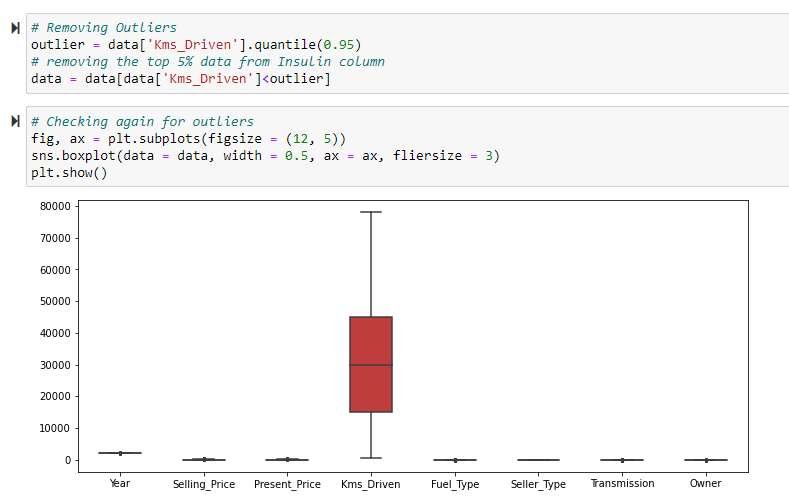 # Removing Outliers
outlier = data['Kms_Driven'].quantile(0.95)
# removing the top 5% data from Insulin column
data = data[data['Kms_Driven']<outlier]
# Checking again for outliers
fig, ax = plt.subplots(figsize = (12, 5))
sns.boxplot(data = data, width = 0.5, ax = ax, fliersize = 3)
plt.show()
80000
70000
60000
50000
40000
30000
20000
10000
0
Year Selling_Price Present_Price Kms_Driven Fuel_Type Seller_Type Transmission Owner